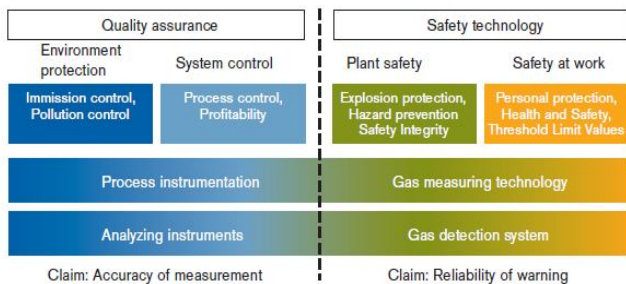 Quality assurance
Safety technology
Environment
protection
System control
Plant safety
Safety at work
Immission control,
Pollution control
Process control,
Profitability
Explosion protection,
Hazard prevention
Safety Integrity
Personal protection,
Health and Safety,
Threshold Limit Values
Process instrumentation
Gas measuring technology
Analyzing instruments
Gas detection system
Claim: Accuracy of measurement
Claim: Reliability of warning